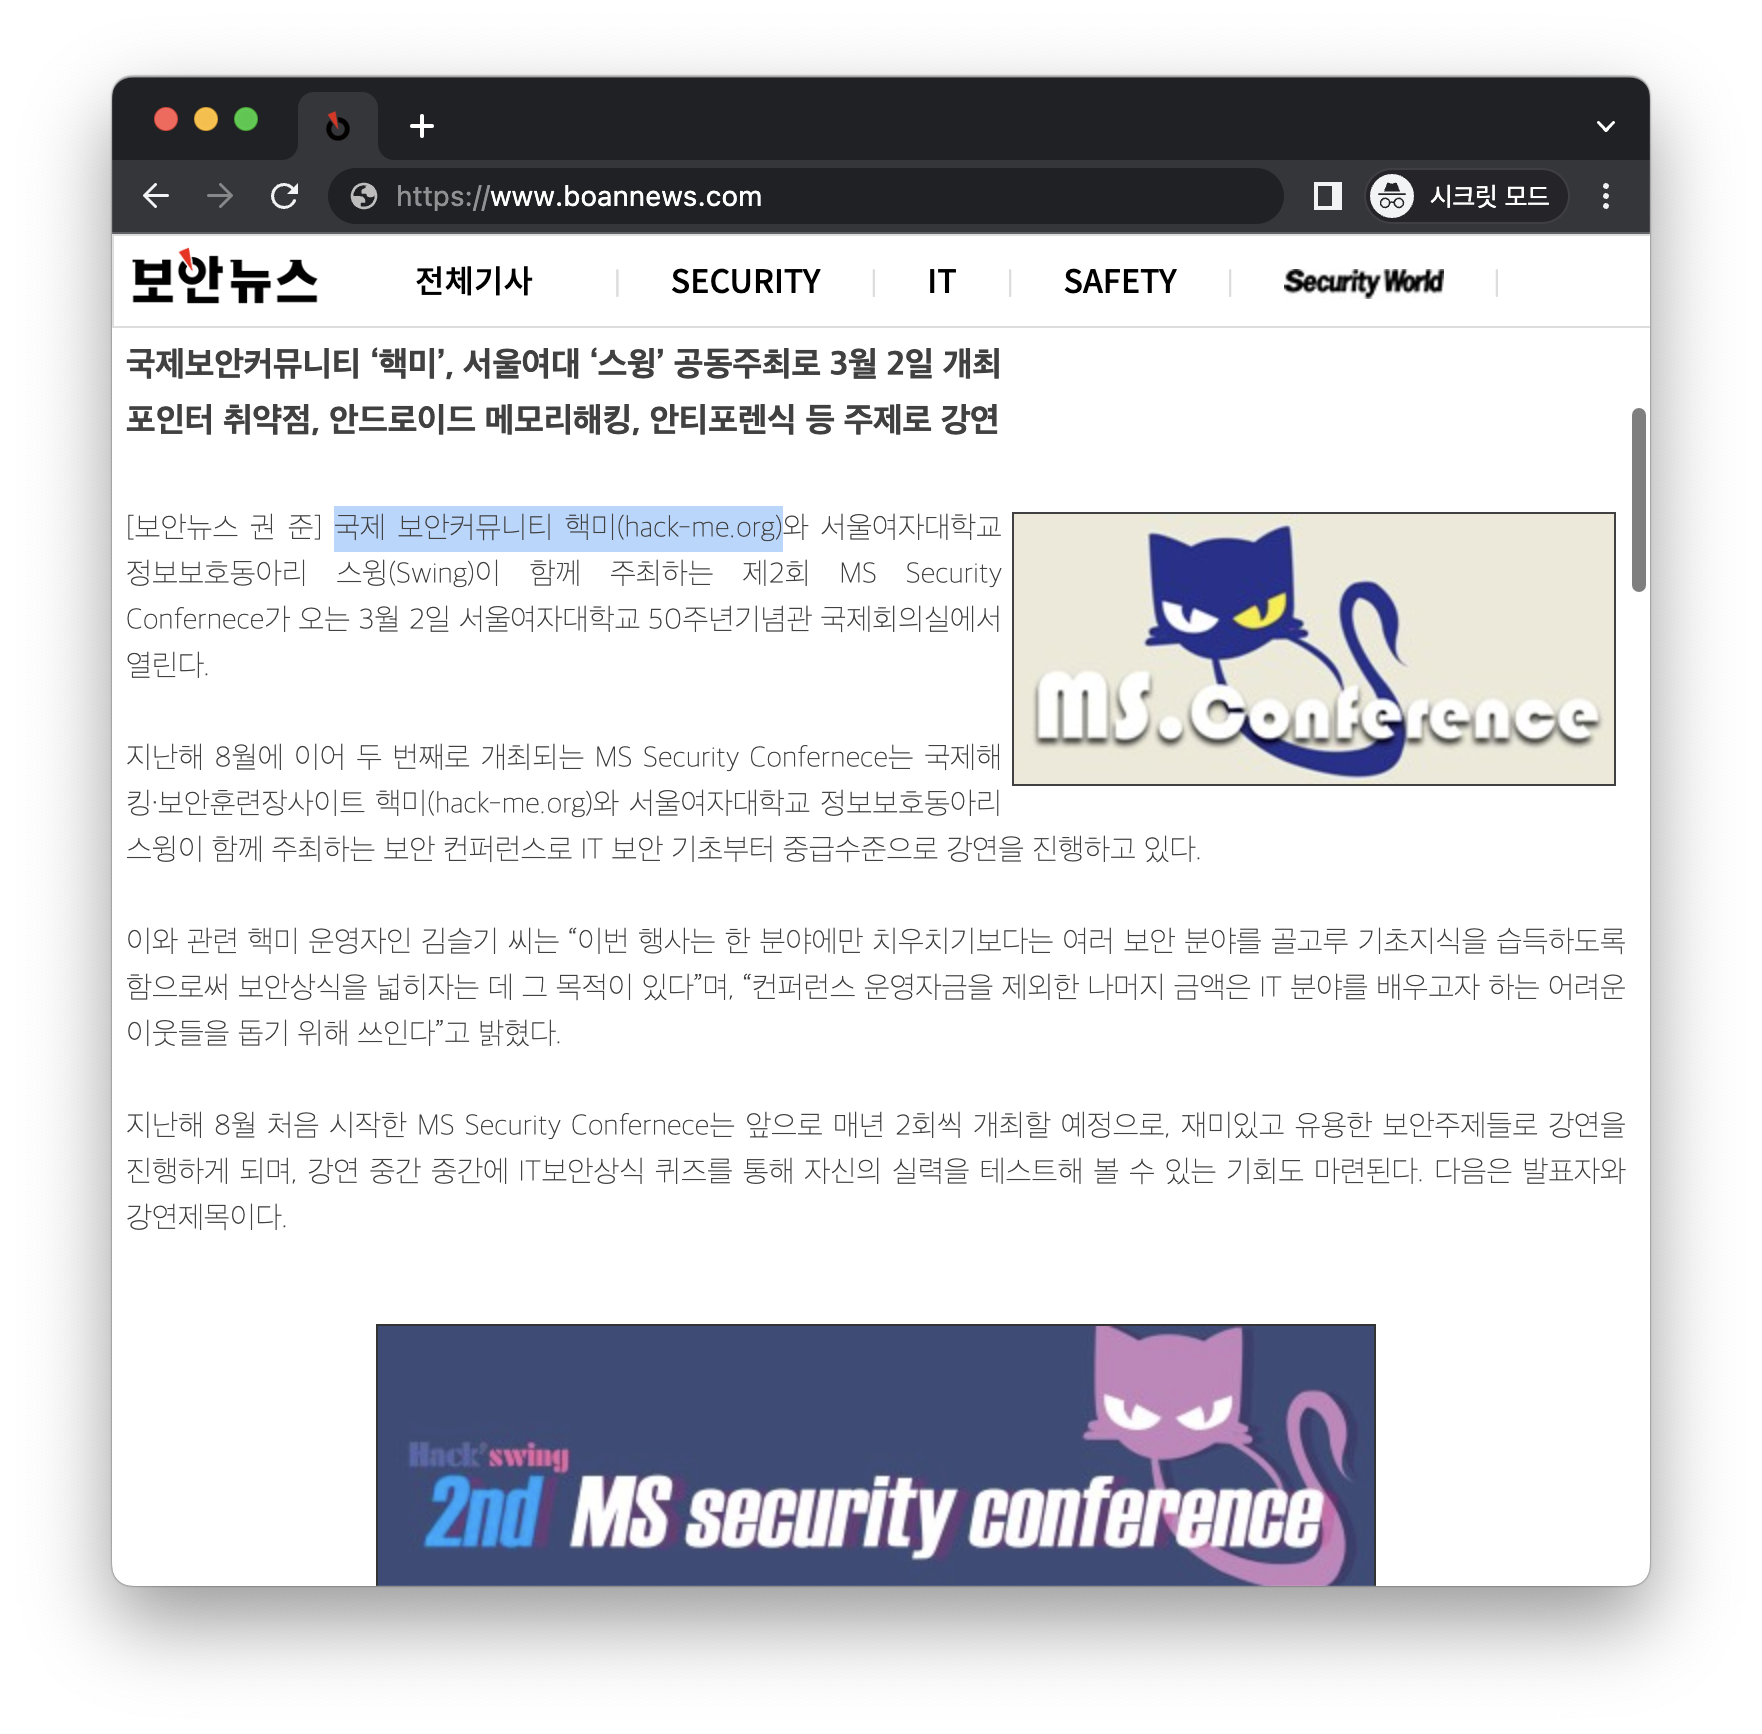 https://www.boannews.com
시크릿 모드
보안뉴스
전체기사
SECURITY
IT
SAFETY
Security World
국제보안커뮤니티 ‘핵미’, 서울여대 ‘스윙’ 공동주최로 3월 2일 개최
포인터 취약점, 안드로이드 메모리해킹, 안티포렌식 등 주제로 강연
[보안뉴스 권 준] 국제 보안커뮤니티 핵미(hack-me.org)와 서울여자대학교
정보보호동아리 스윙(Swing)이 함께 주최하는 제2회 MS Security
Confernece가 오는 3월 2일 서울여자대학교 50주년기념관 국제회의실에서
열린다.
MS.Conference
지난해 8월에 이어 두 번째로 개최되는 MS Security Confernece는 국제해
킹·보안훈련장사이트 핵미(hack-me.org)와 서울여자대학교 정보보호동아리
스윙이 함께 주최하는 보안 컨퍼런스로 IT 보안 기초부터 중급수준으로 강연을 진행하고 있다.
이와 관련 핵미 운영자인 김슬기 씨는 “이번 행사는 한 분야에만 치우치기보다는 여러 보안 분야를 골고루 기초지식을 습득하도록
함으로써 보안상식을 넓히자는 데 그 목적이 있다”며, “컨퍼런스 운영자금을 제외한 나머지 금액은 IT 분야를 배우고자 하는 어려운
이웃들을 돕기 위해 쓰인다”고 밝혔다.
지난해 8월 처음 시작한 MS Security Confernece는 앞으로 매년 2회씩 개최할 예정으로, 재미있고 유용한 보안주제들로 강연을
진행하게 되며, 강연 중간 중간에 IT보안상식 퀴즈를 통해 자신의 실력을 테스트해 볼 수 있는 기회도 마련된다. 다음은 발표자와
강연제목이다.
Hack'swing
2nd MS security conference